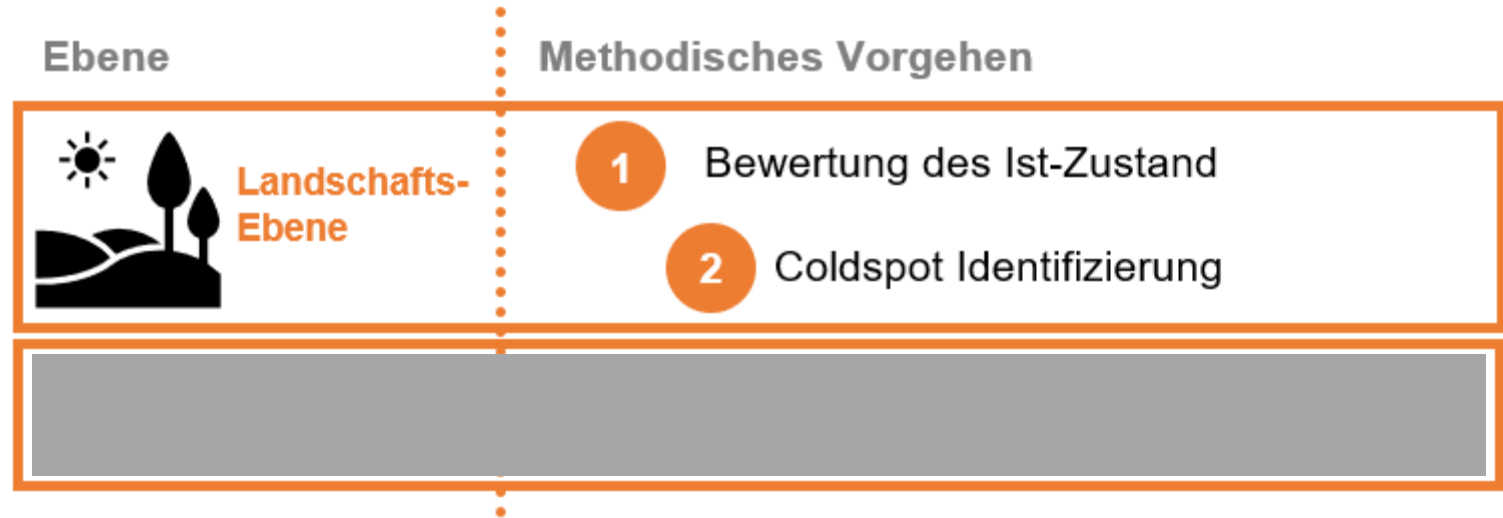 Ebene
Methodisches Vorgehen
Landschafts-
Ebene
1
Bewertung des Ist-Zustand
2
Coldspot Identifizierung